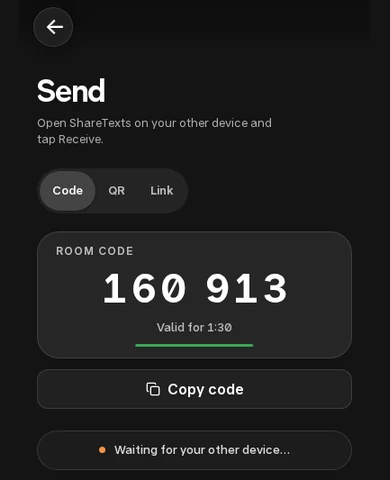 Send
Open ShareTexts on your other device and
tap Receive.
Code QR Link
ROOM CODE
160 913
Valid for 1:30
Copy code
Waiting for your other device...